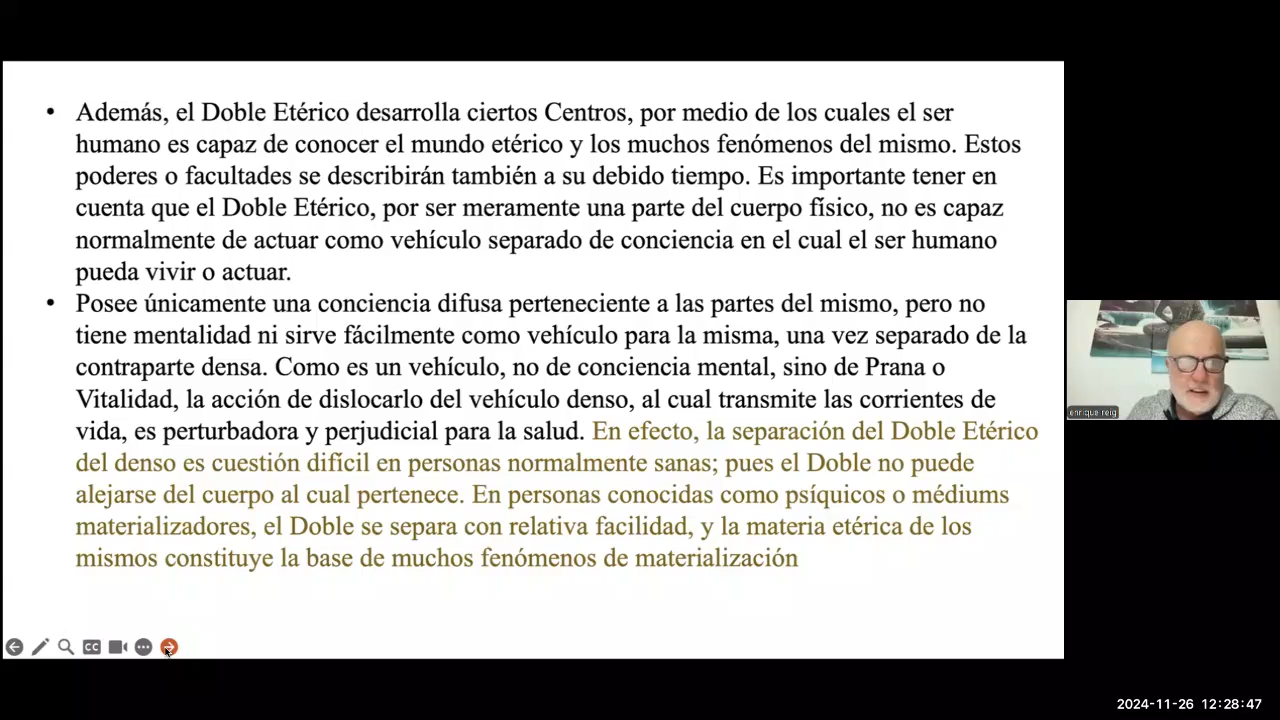 • Además, el Doble Etérico desarrolla ciertos Centros, por medio de los cuales el ser
humano es capaz de conocer el mundo etérico y los muchos fenómenos del mismo. Estos
poderes o facultades se describirán también a su debido tiempo. Es importante tener en
cuenta que el Doble Etérico, por ser meramente una parte del cuerpo físico, no es capaz
normalmente de actuar como vehículo separado de conciencia en el cual el ser humano
pueda vivir o actuar.
• Posee únicamente una conciencia difusa perteneciente a las partes del mismo, pero no
tiene mentalidad ni sirve fácilmente como vehículo para la misma, una vez separado de la
contraparte densa. Como es un vehículo, no de conciencia mental, sino de Prana o
Vitalidad, la acción de dislocarlo del vehículo denso, al cual transmite las corrientes de
vida, es perturbadora y perjudicial para la salud. En efecto, la separación del Doble Etérico
del denso es cuestión difícil en personas normalmente sanas; pues el Doble no puede
alejarse del cuerpo al cual pertenece. En personas conocidas como psíquicos o médiums
materializadores, el Doble se separa con relativa facilidad, y la materia etérica de los
mismos constituye la base de muchos fenómenos de materialización
enrique reig
CC
2024-11-26 12:28:47